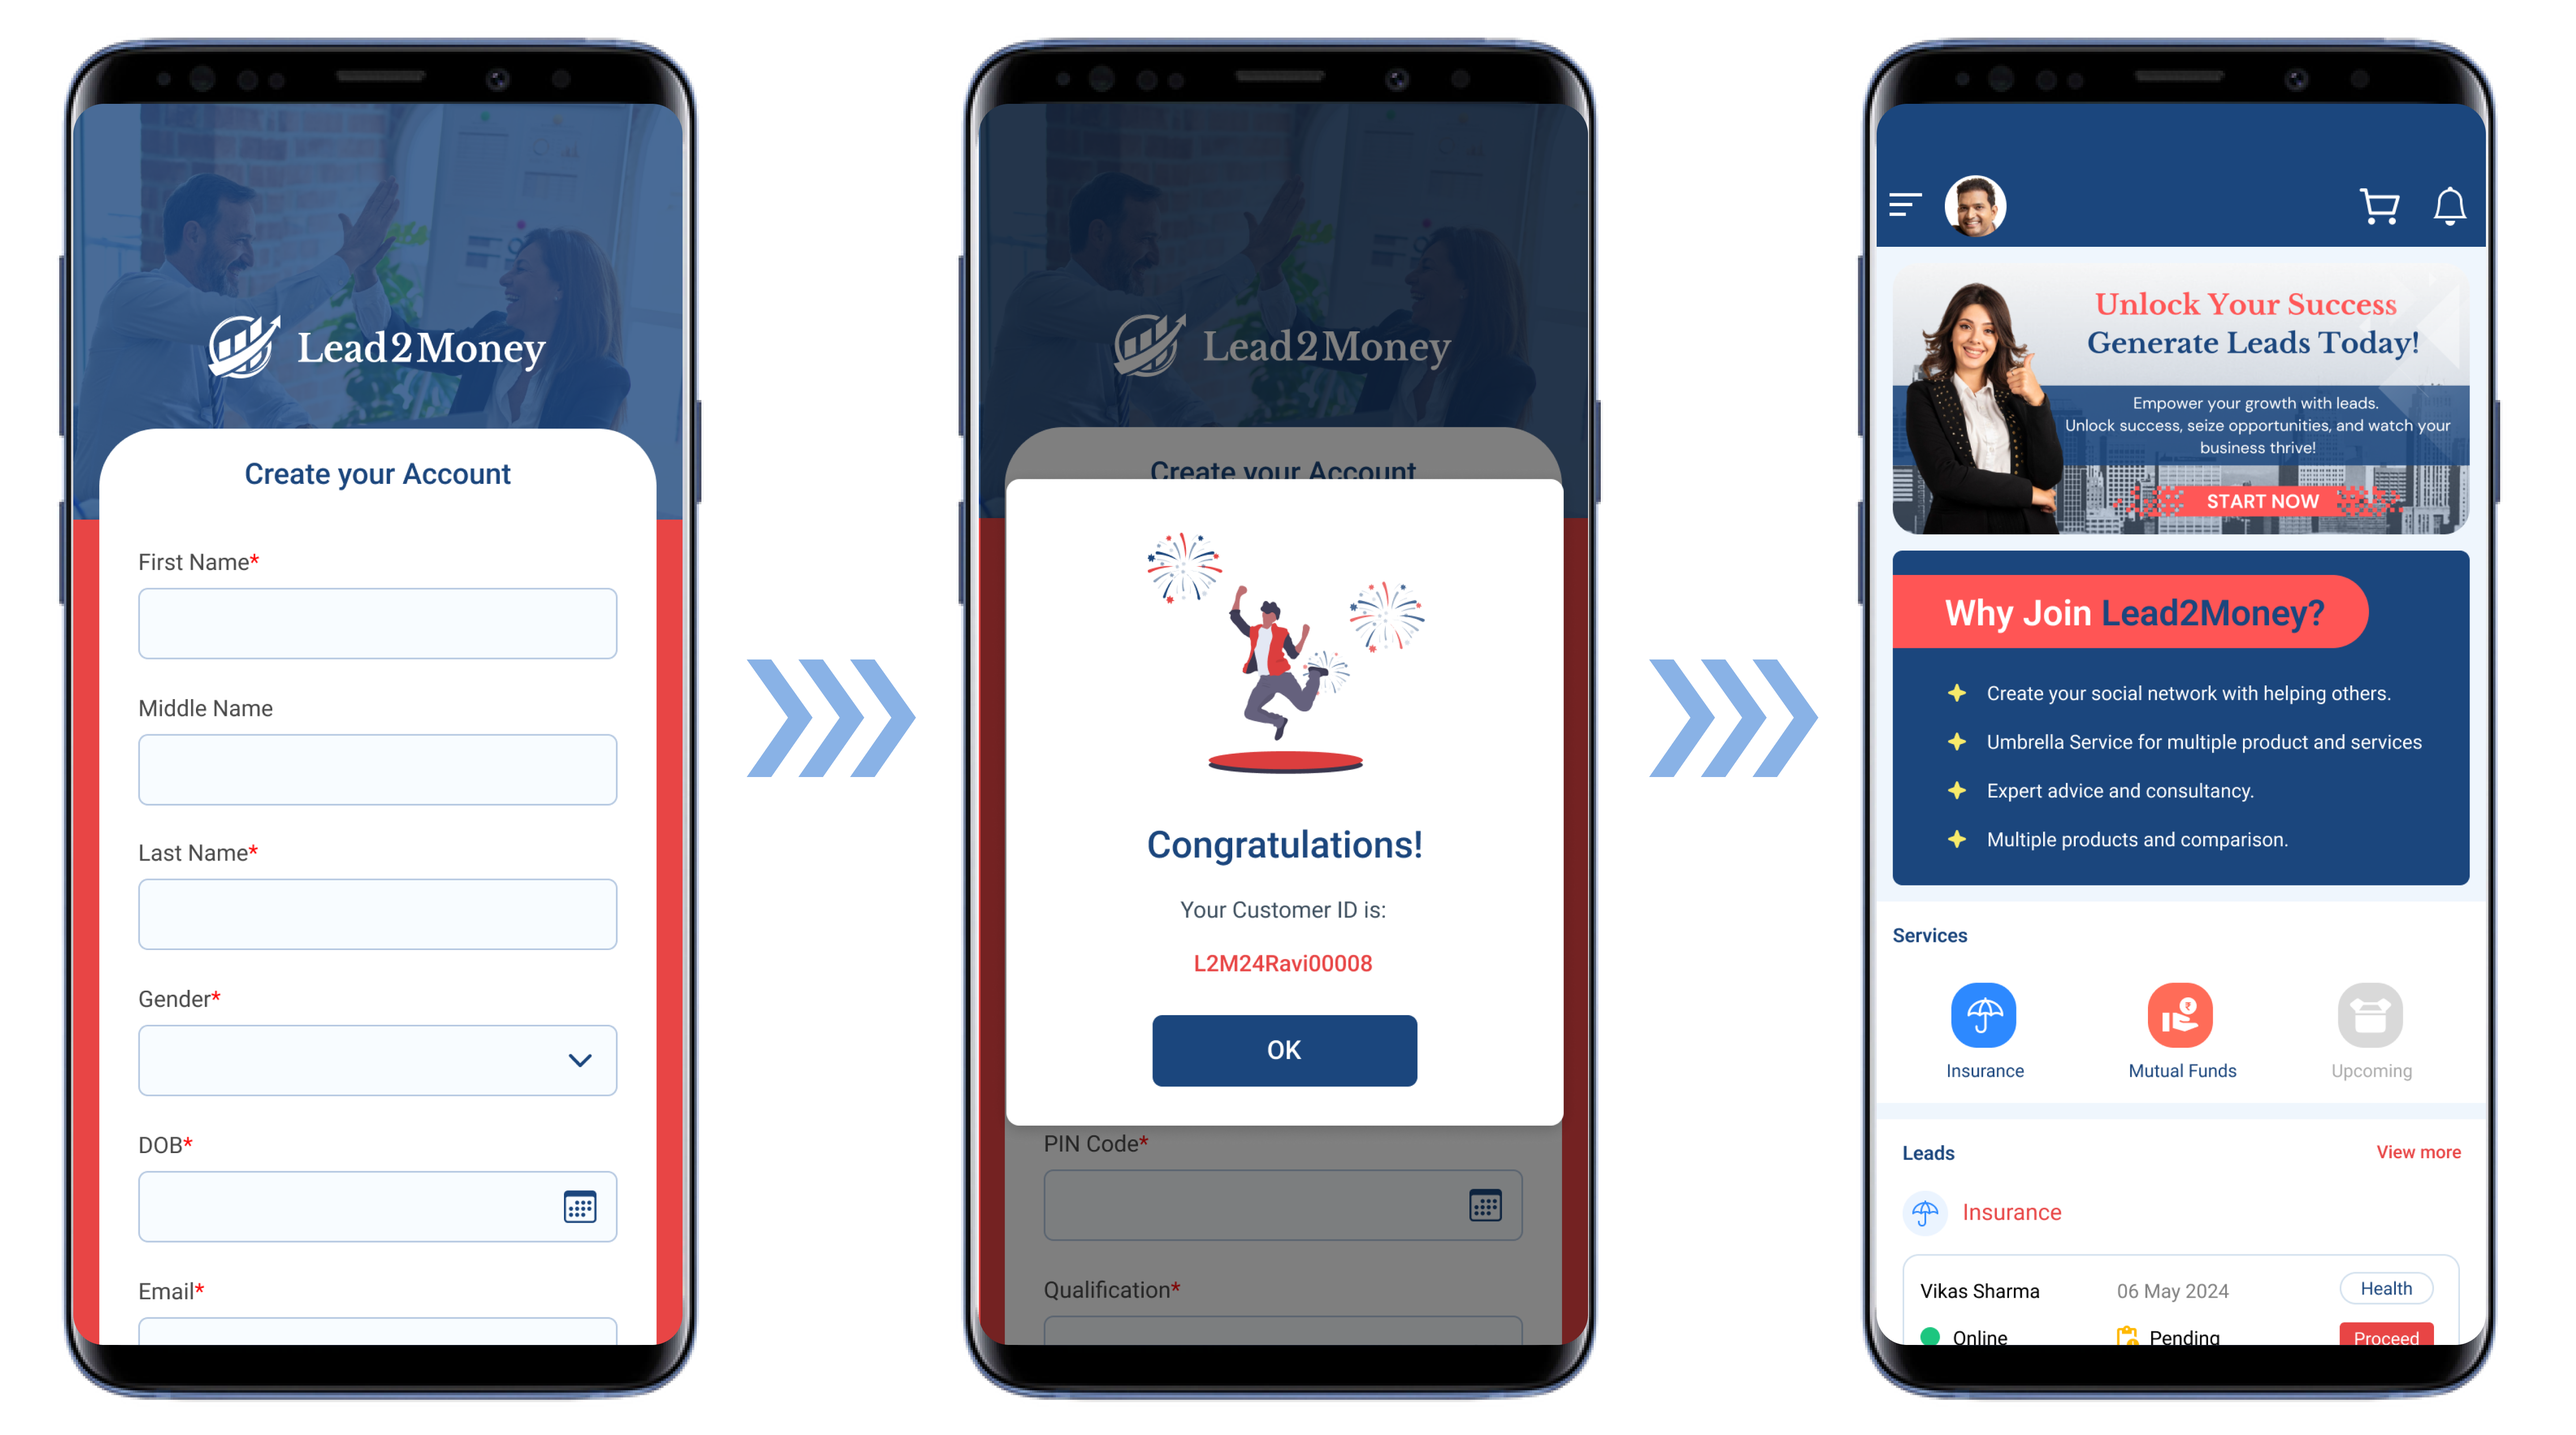 Lead2Money
Create your Account
First Name*
Middle Name
Last Name*
Gender*
DOB*
Email*
Lead2Money
Create your Account
Congratulations!
Your Customer ID is:
L2M24Ravi00008
OK
PIN Code*
Qualification*
Unlock Your Success
Generate Leads Today!
Empower your growth with leads.
Unlock success, seize opportunities, and watch your
business thrive!
START NOW
Why Join Lead2Money?
Create your social network with helping others.
Umbrella Service for multiple product and services
Expert advice and consultancy.
Multiple products and comparison.
Services
Insurance
Mutual Funds
Upcoming
Leads
View more
Insurance
Vikas Sharma
06 May 2024
Health
Online
Pending
Proceed